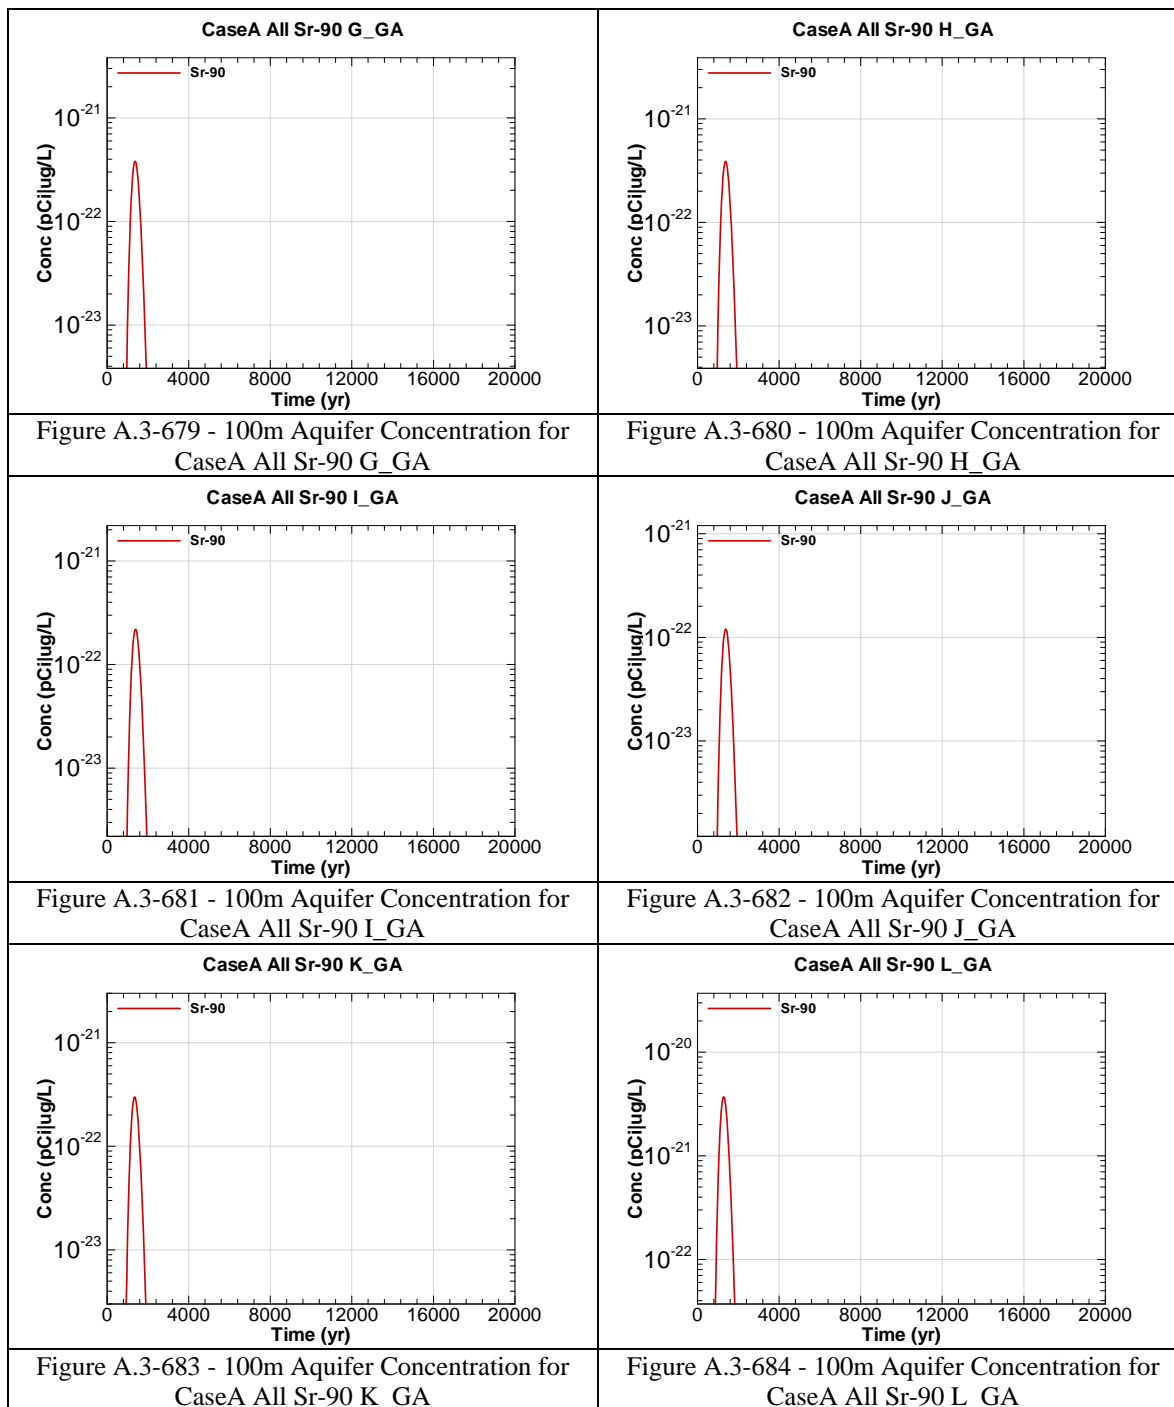 CaseA All Sr-90 G_GA
Sr-90
Conc (pCi|ug/L)
10-21
10-22
10-23
0 4000 8000 12000 16000 20000
Time (yr)
Figure A.3-679 - 100m Aquifer Concentration for
CaseA All Sr-90 G_GA
CaseA All Sr-90 H_GA
Sr-90
Conc (pCi|ug/L)
10-21
10-22
10-23
0 4000 8000 12000 16000 20000
Time (yr)
Figure A.3-680 - 100m Aquifer Concentration for
CaseA All Sr-90 H_GA
CaseA All Sr-90 I_GA
Sr-90
Conc (pCi|ug/L)
10-21
10-22
10-23
0 4000 8000 12000 16000 20000
Time (yr)
Figure A.3-681 - 100m Aquifer Concentration for
CaseA All Sr-90 I_GA
CaseA All Sr-90 J_GA
Sr-90
Conc (pCi|ug/L)
10-21
10-22
10-23
0 4000 8000 12000 16000 20000
Time (yr)
Figure A.3-682 - 100m Aquifer Concentration for
CaseA All Sr-90 J_GA
CaseA All Sr-90 K_GA
Sr-90
Conc (pCi|ug/L)
10-21
10-22
10-23
0 4000 8000 12000 16000 20000
Time (yr)
Figure A.3-683 - 100m Aquifer Concentration for
CaseA All Sr-90 K_GA
CaseA All Sr-90 L_GA
Sr-90
Conc (pCi|ug/L)
10-20
10-21
10-22
0 4000 8000 12000 16000 20000
Time (yr)
Figure A.3-684 - 100m Aquifer Concentration for
CaseA All Sr-90 L_GA